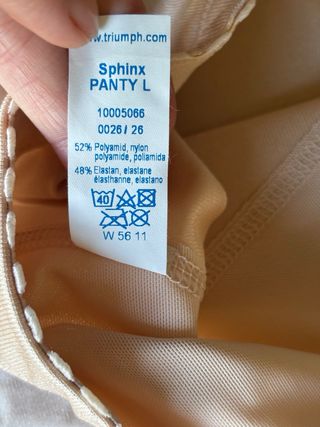 www.triumph.com
Sphinx
PANTY L
10005066
0026 / 26
52% Polyamid, nylon
polyamide, poliamida
48% Elastan, elastane
élasthanne, elastano
40
W 56 11